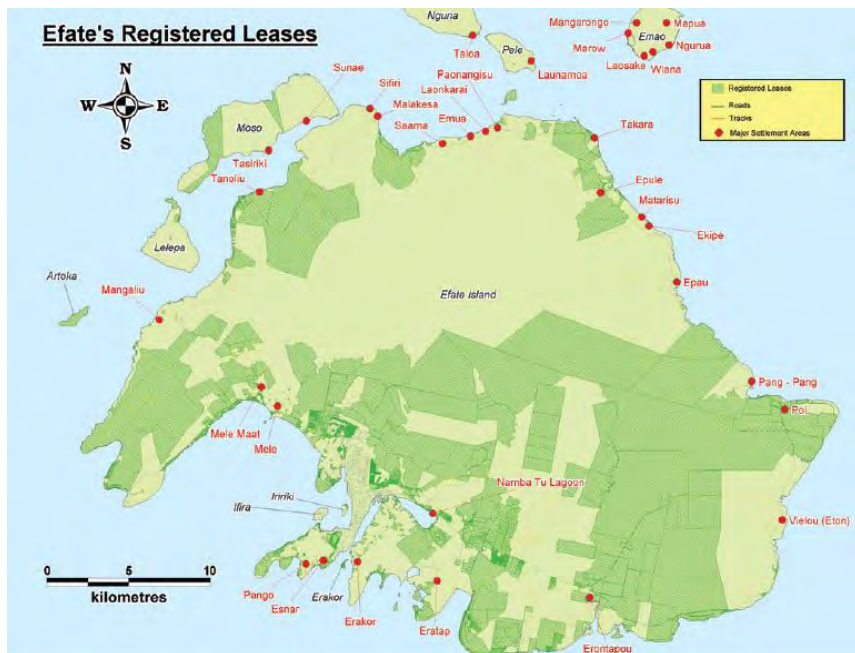 Efate's Registered Leases
N
W
E
S
Nguna
Taloa
Pele
Launamoa
Mangarongo
Mapua
Emao
Marow
Ngurua
Laosake
Wiana
Registered Leases
Roads
Tracks
Major Settlement Areas
Sunae
Sifiri
Malakesa
Paonangisu
Laonkarai
Emua
Saama
Takara
Moso
Tasiriki
Tanoliu
Epule
Matarisu
Ekipe
Lelepa
Artoka
Mangaliu
Efate Island
Epau
Pang - Pang
Poi
Mele Maat
Mele
Namba Tu Lagoon
Iririki
Ifira
Vielou (Eton)
0
5
10
kilometres
Pango
Esnar
Erakor
Erakor
Eratap
Erontapou